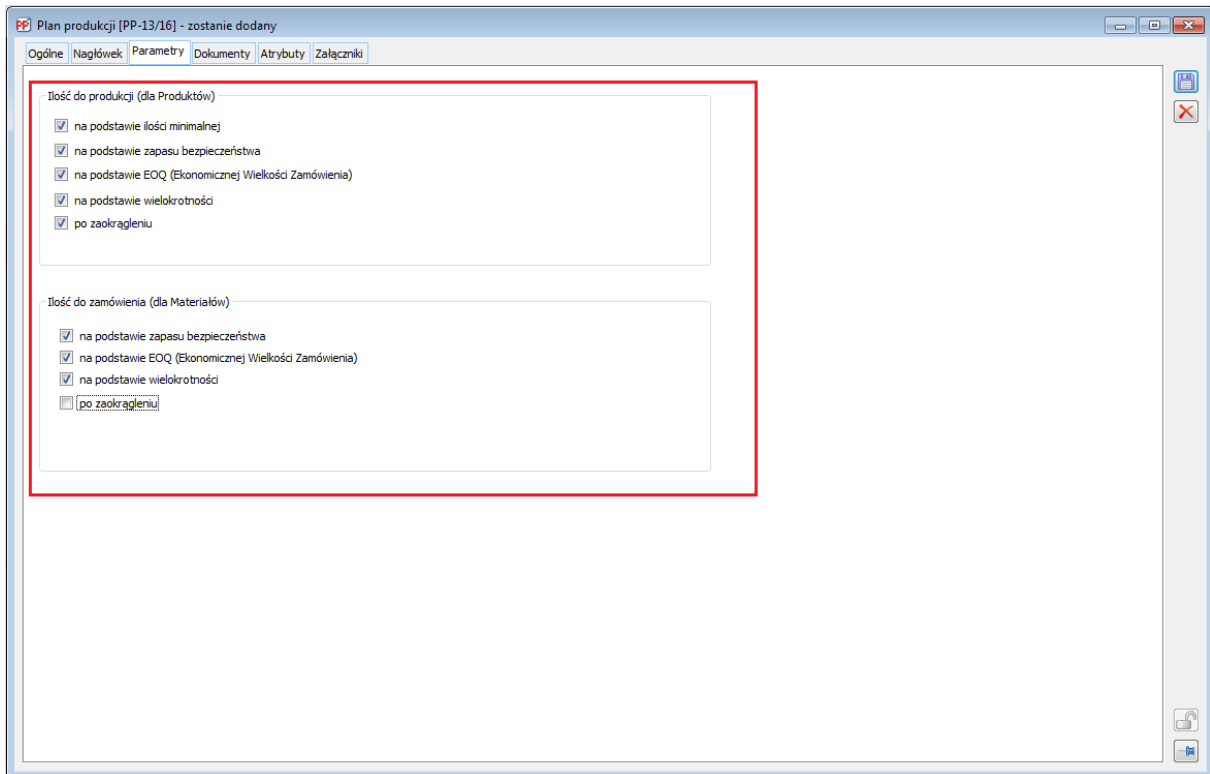 PP Plan produkcji [PP-13/16] - zostanie dodany
Ogólne Nagłówek Parametry Dokumenty Atrybuty Załączniki
Ilość do produkcji (dla Produktów)
na podstawie ilości minimalnej
na podstawie zapasu bezpieczeństwa
na podstawie EOQ (Ekonomicznej Wielkości Zamówienia)
na podstawie wielokrotności
po zaokrągleniu
Ilość do zamówienia (dla Materiałów)
na podstawie zapasu bezpieczeństwa
na podstawie EOQ (Ekonomicznej Wielkości Zamówienia)
na podstawie wielokrotności
po zaokrągleniu